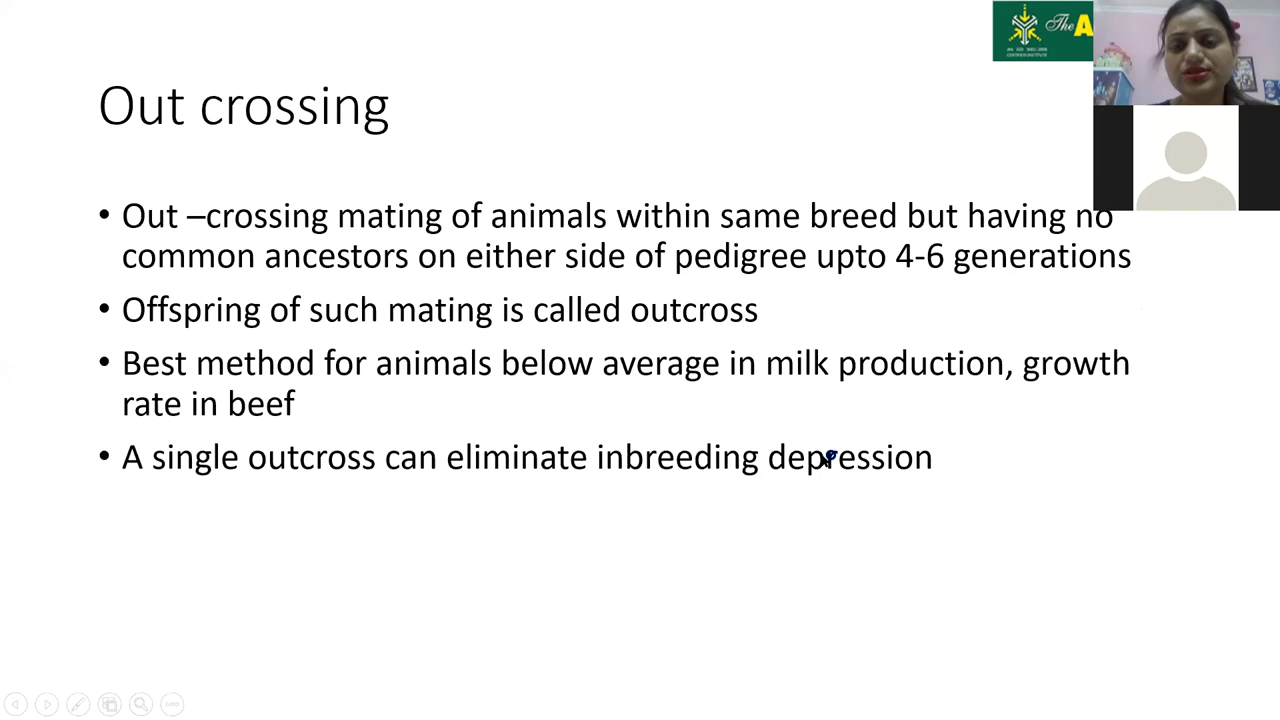 The A
Out crossing
• Out –crossing mating of animals within same breed but having no
common ancestors on either side of pedigree upto 4-6 generations
• Offspring of such mating is called outcross
• Best method for animals below average in milk production, growth
rate in beef
• A single outcross can eliminate inbreeding depression